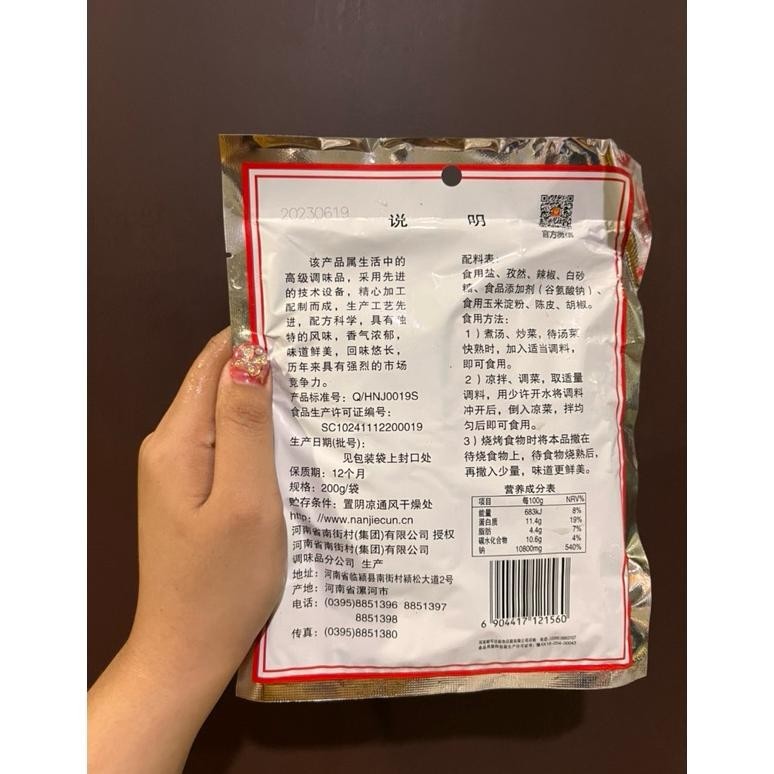 20230619
说 明
官方微信
该产品属生活中的
高级调味品，采用先进
的技术设备，精心加工
配制而成，生产工艺先
进，配方科学，具有独
特的风味，香气浓郁，
味道鲜美，回味悠长，
历年来具有强烈的市场
竞争力。
产品标准号：Q/HNJ0019S
食品生产许可证编号：
SC10241112200019
生产日期(批号)：
见包装袋上封口处
保质期：12个月
规格：200g/袋
贮存条件：置阴凉通风干燥处
http：//www.nanjiecun.cn
河南省南街村(集团)有限公司 授权
河南省南街村(集团)有限公司
调味品分公司 生产
地址：河南省临颍县南街村颍松大道2号
产地：河南省漯河市
电话：(0395)8851396 8851397
8851398
传真：(0395)8851380
配料表：
食用盐、孜然、辣椒、白砂
糖、食品添加剂（谷氨酸钠）、
食用玉米淀粉、陈皮、胡椒。
食用方法：
1）煮汤、炒菜，待汤菜
快熟时，加入适当调料，
即可食用。
2）凉拌、调菜，取适量
调料，用少许开水将调料
冲开后，倒入凉菜，拌均
匀后即可食用。
3）烧烤食物时将本品撒在
待烧食物上，待食物烧熟后，
再撒入少量，味道更鲜美。
营养成分表
项目 每100g NRV%
能量 683kJ 8%
蛋白质 11.4g 19%
脂肪 4.4g 7%
碳水化合物 10.6g 4%
钠 10800mg 540%
6 904417 121560